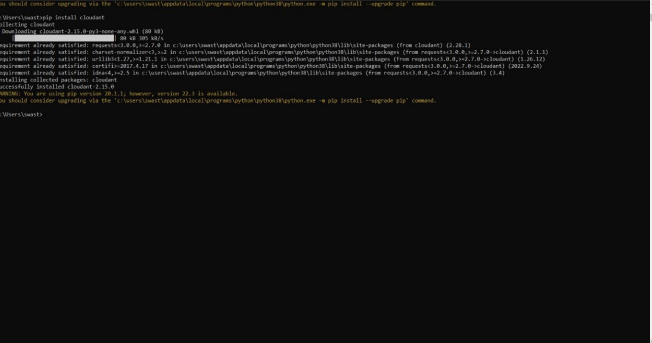 ou should consider upgrading via the 'c:\users\swast\appdata\local\programs\python\python38\python.exe -m pip install --upgrade pip' command.
:\Users\swast>pip install cloudant
ollecting cloudant
Downloading cloudant-2.15.0-py3-none-any.whl (80 kB)
| 80 kB 305 kB/s
equirement already satisfied: requests<3.0.0,>=2.7.0 in c:\users\swast\appdata\local\programs\python\python38\lib\site-packages (from cloudant) (2.28.1)
equirement already satisfied: charset-normalizer<3,>=2 in c:\users\swast\appdata\local\programs\python\python38\lib\site-packages (from requests<3.0.0,>=2.7.0->cloudant) (2.1.1)
equirement already satisfied: urllib3<1.27,>=1.21.1 in c:\users\swast\appdata\local\programs\python\python38\lib\site-packages (from requests<3.0.0,>=2.7.0->cloudant) (1.26.12)
equirement already satisfied: certifi>=2017.4.17 in c:\users\swast\appdata\local\programs\python\python38\lib\site-packages (from requests<3.0.0,>=2.7.0->cloudant) (2022.9.24)
equirement already satisfied: idna<4,>=2.5 in c:\users\swast\appdata\local\programs\python\python38\lib\site-packages (from requests<3.0.0,>=2.7.0->cloudant) (3.4)
nstalling collected packages: cloudant
uccessfully installed cloudant-2.15.0
ARNING: You are using pip version 20.1.1; however, version 22.3 is available.
ou should consider upgrading via the 'c:\users\swast\appdata\local\programs\python\python38\python.exe -m pip install --upgrade pip' command.
:\Users\swast>